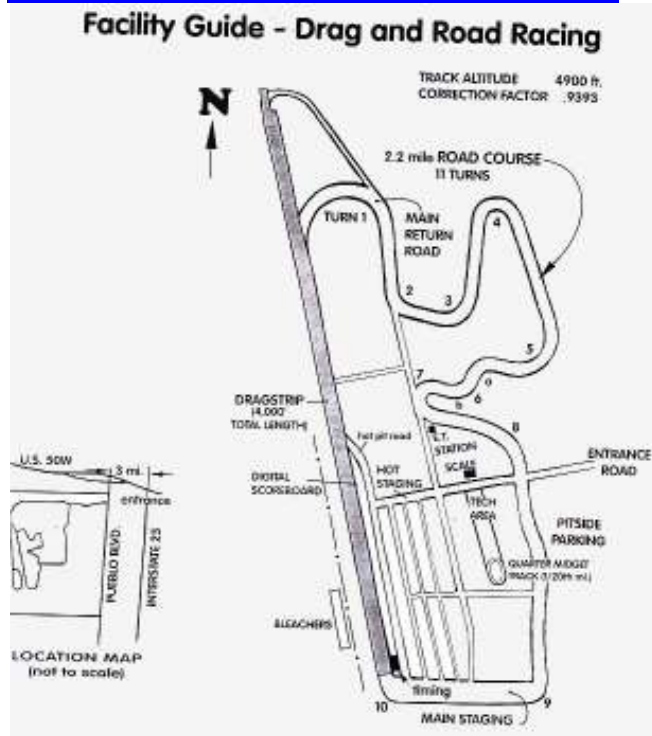 Facility Guide - Drag and Road Racing
N
TRACK ALTITUDE 4900 ft.
CORRECTION FACTOR .9393
2.2 mile ROAD COURSE
11 TURNS
TURN 1
MAIN
RETURN
ROAD
4
2
3
5
7
a
6
b
8
DRAGSTRIP
(4,000'
TOTAL LENGTH)
hot pit road
E.T.
STATION
SCALE
ENTRANCE
ROAD
U.S. 50W
3 mi.
entrance
DIGITAL
SCOREBOARD
HOT
STAGING
TECH
AREA
PITSIDE
PARKING
PUEBLO BLVD.
INTERSTATE 25
QUARTER MIDGET
TRACK (1/20th mi.)
BLEACHERS
LOCATION MAP
(not to scale)
timing
10
MAIN STAGING
9